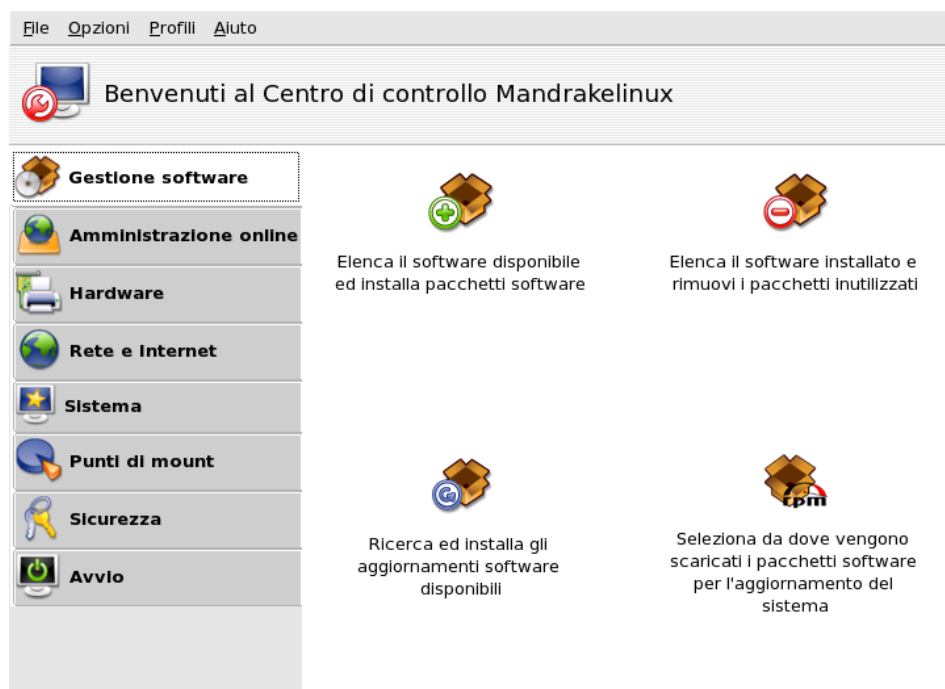 File Opzioni Profili Aiuto
Benvenuti al Centro di controllo Mandrakelinux
Gestione software
Amministrazione online
Hardware
Rete e Internet
Sistema
Punti di mount
Sicurezza
Avvio
Elenca il software disponibile
ed installa pacchetti software
Elenca il software installato e
rimuovi i pacchetti inutilizzati
Ricerca ed installa gli
aggiornamenti software
disponibili
rpm
Seleziona da dove vengono
scaricati i pacchetti software
per l'aggiornamento del
sistema